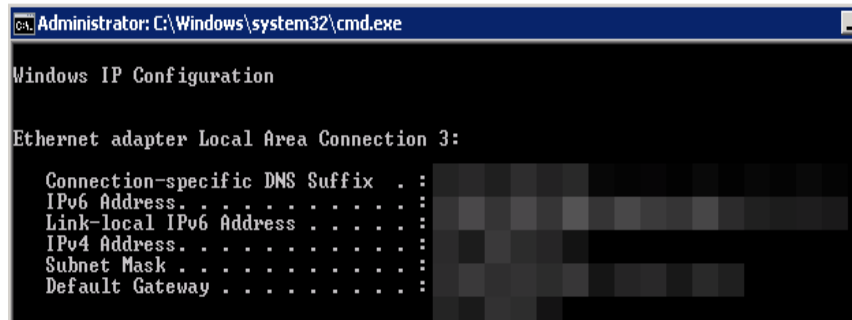 Administrator: C:\Windows\system32\cmd.exe
Windows IP Configuration
Ethernet adapter Local Area Connection 3:
Connection-specific DNS Suffix . :
IPv6 Address. . . . . . . . . . . :
Link-local IPv6 Address . . . . . :
IPv4 Address. . . . . . . . . . . :
Subnet Mask . . . . . . . . . . . :
Default Gateway . . . . . . . . . :